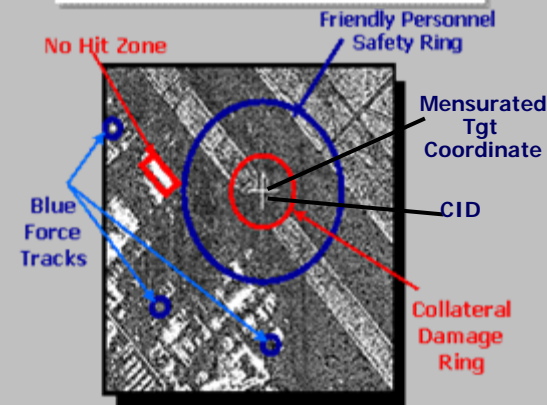 Friendly Personnel
Safety Ring
No Hit Zone
Mensurated
Tgt
Coordinate
CID
Blue
Force
Tracks
Collateral
Damage
Ring